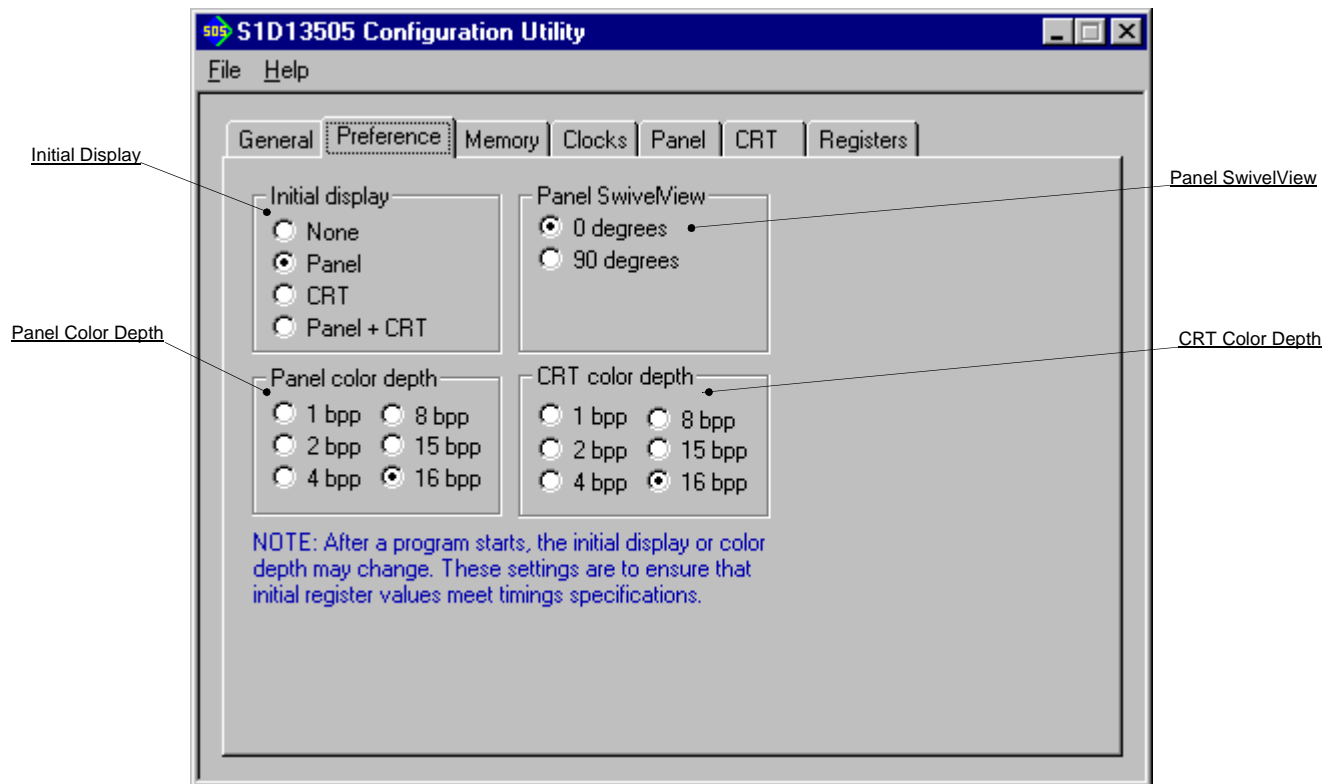 505 S1D13505 Configuration Utility
File Help
General Preference Memory Clocks Panel CRT Registers
Initial Display
Panel SwivelView
Initial display
None
Panel
CRT
Panel + CRT
Panel SwivelView
0 degrees
90 degrees
Panel Color Depth
CRT Color Depth
Panel color depth
1 bpp 8 bpp
2 bpp 15 bpp
4 bpp 16 bpp
CRT color depth
1 bpp 8 bpp
2 bpp 15 bpp
4 bpp 16 bpp
NOTE: After a program starts, the initial display or color
depth may change. These settings are to ensure that
initial register values meet timings specifications.